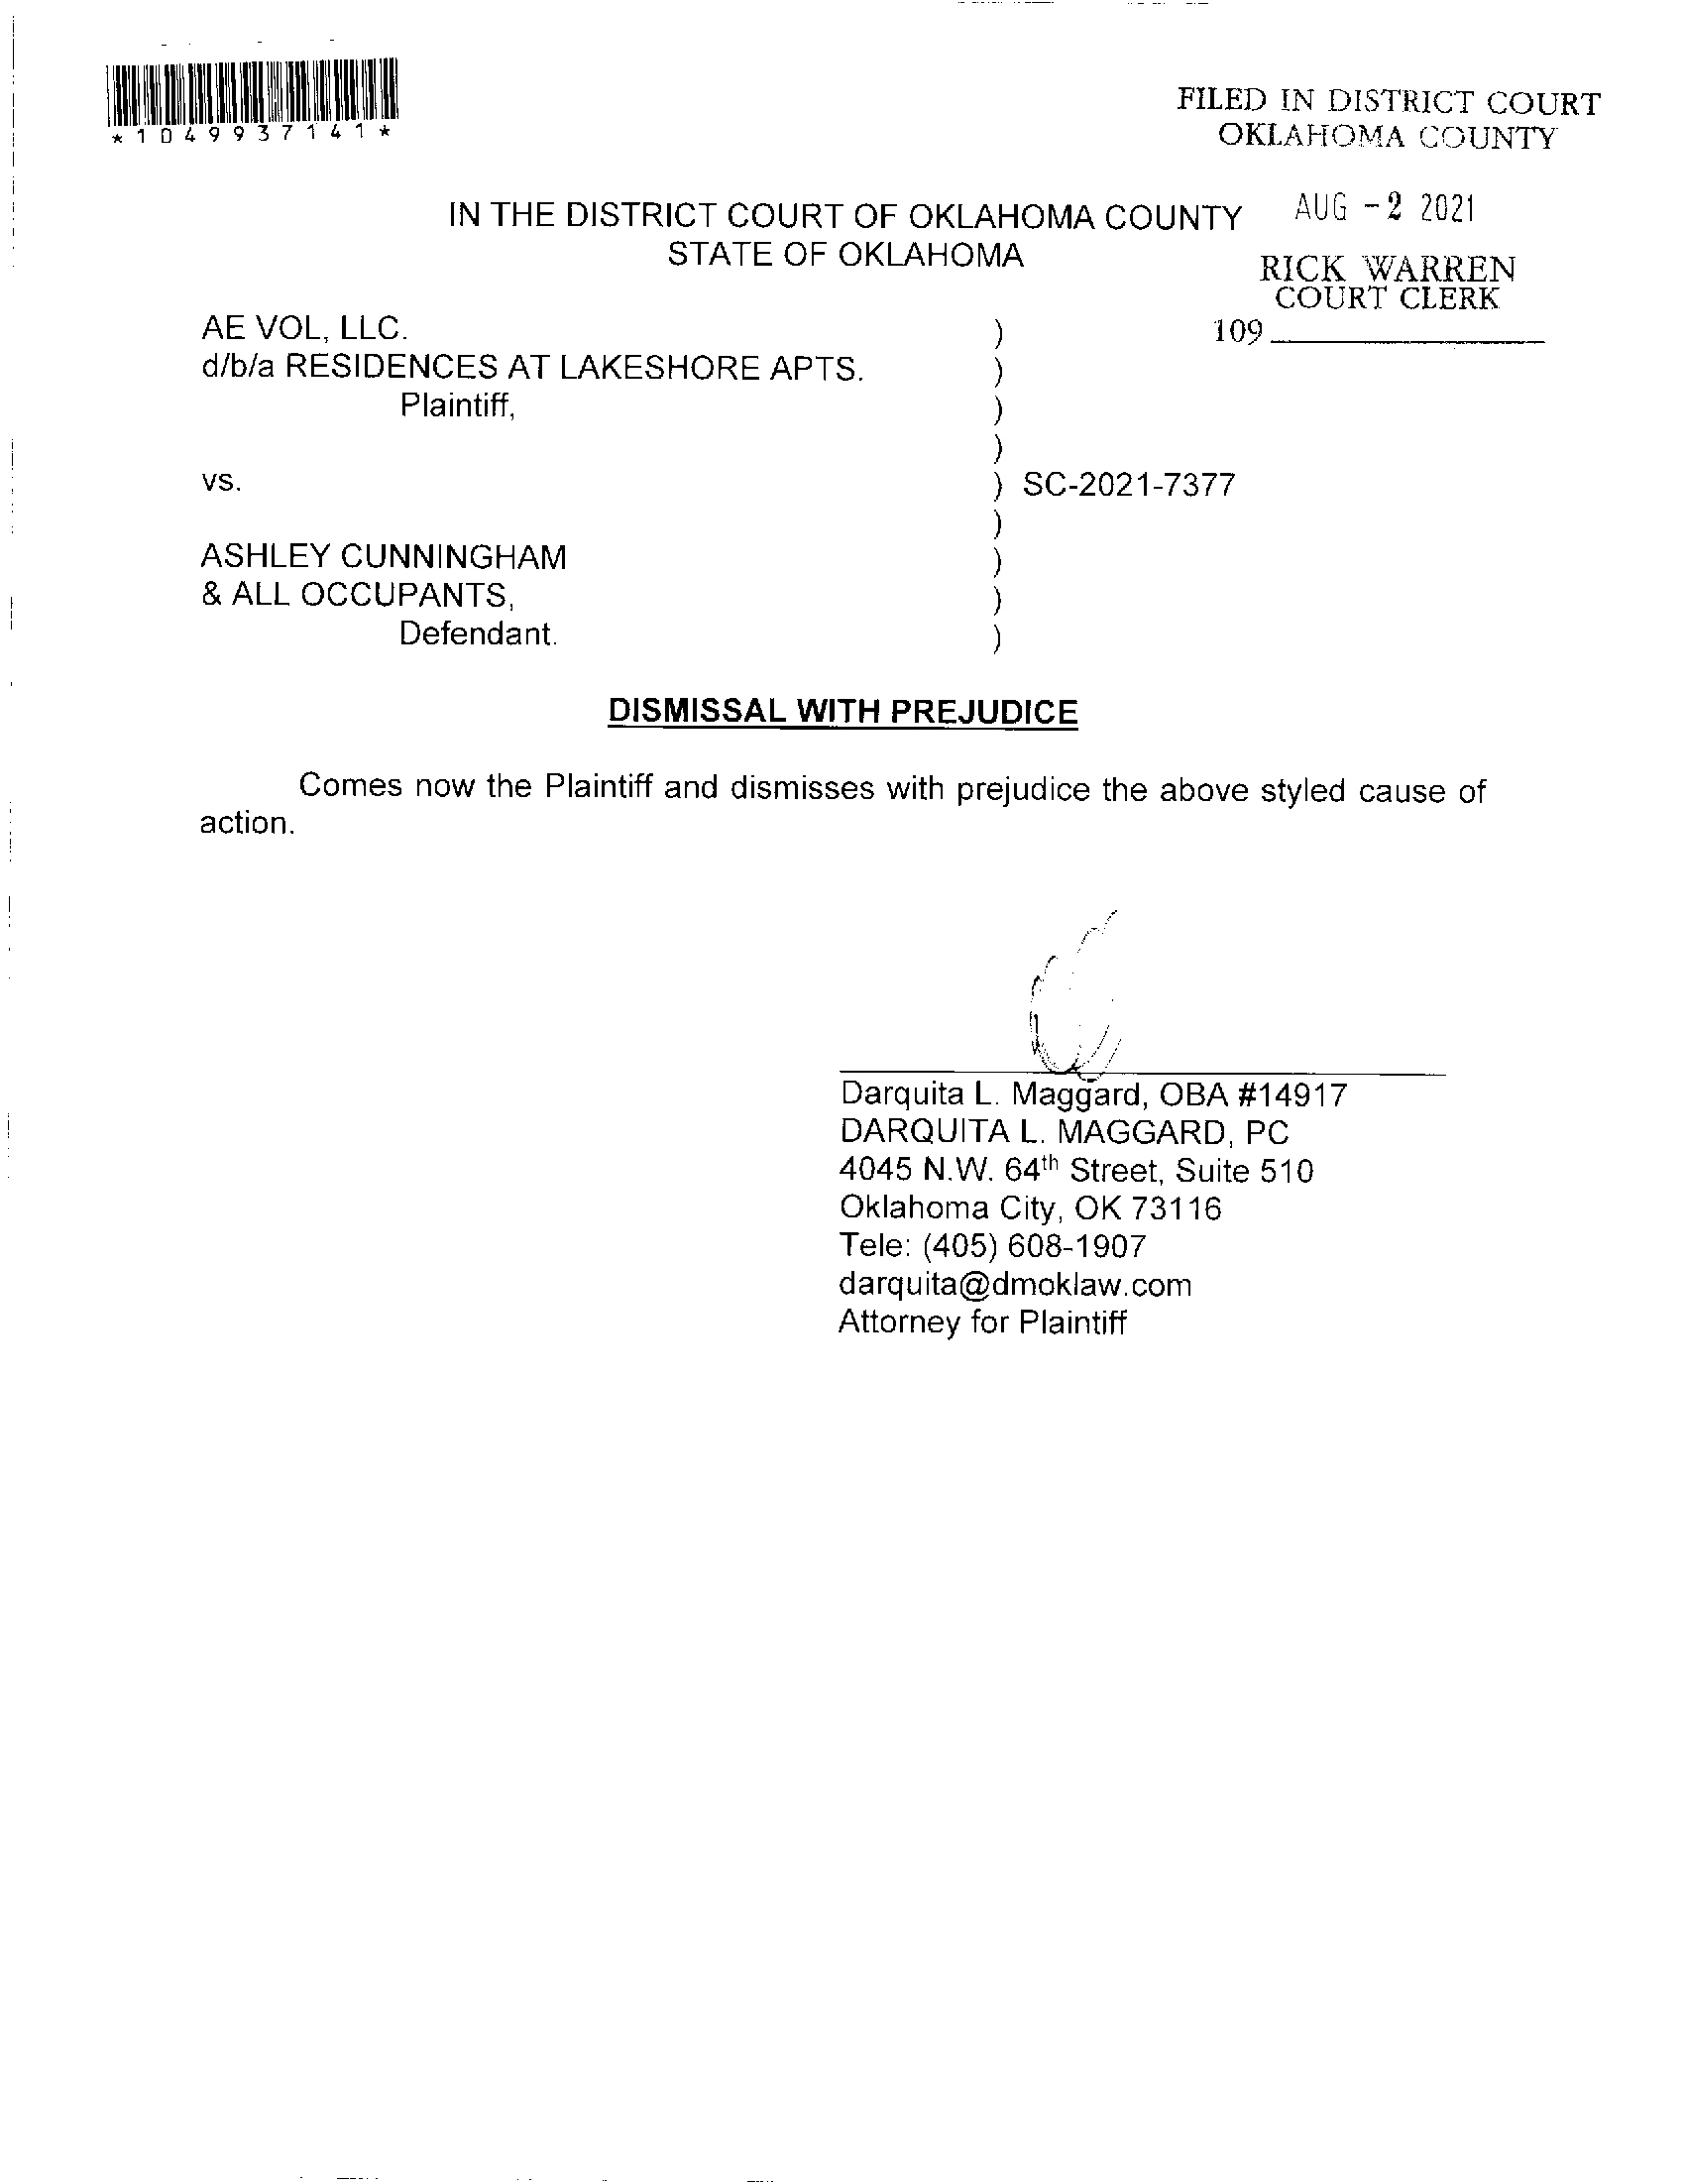 *1049937141*
FILED IN DISTRICT COURT
OKLAHOMA COUNTY
AUG -2 2021
RICK WARREN
COURT CLERK
109
IN THE DISTRICT COURT OF OKLAHOMA COUNTY
STATE OF OKLAHOMA
AE VOL, LLC. )
d/b/a RESIDENCES AT LAKESHORE APTS. )
Plaintiff, )
)
vs. ) SC-2021-7377
)
ASHLEY CUNNINGHAM )
& ALL OCCUPANTS, )
Defendant. )
DISMISSAL WITH PREJUDICE
Comes now the Plaintiff and dismisses with prejudice the above styled cause of
action.
Darquita L. Maggard, OBA #14917
DARQUITA L. MAGGARD, PC
4045 N.W. 64th Street, Suite 510
Oklahoma City, OK 73116
Tele: (405) 608-1907
darquita@dmoklaw.com
Attorney for Plaintiff